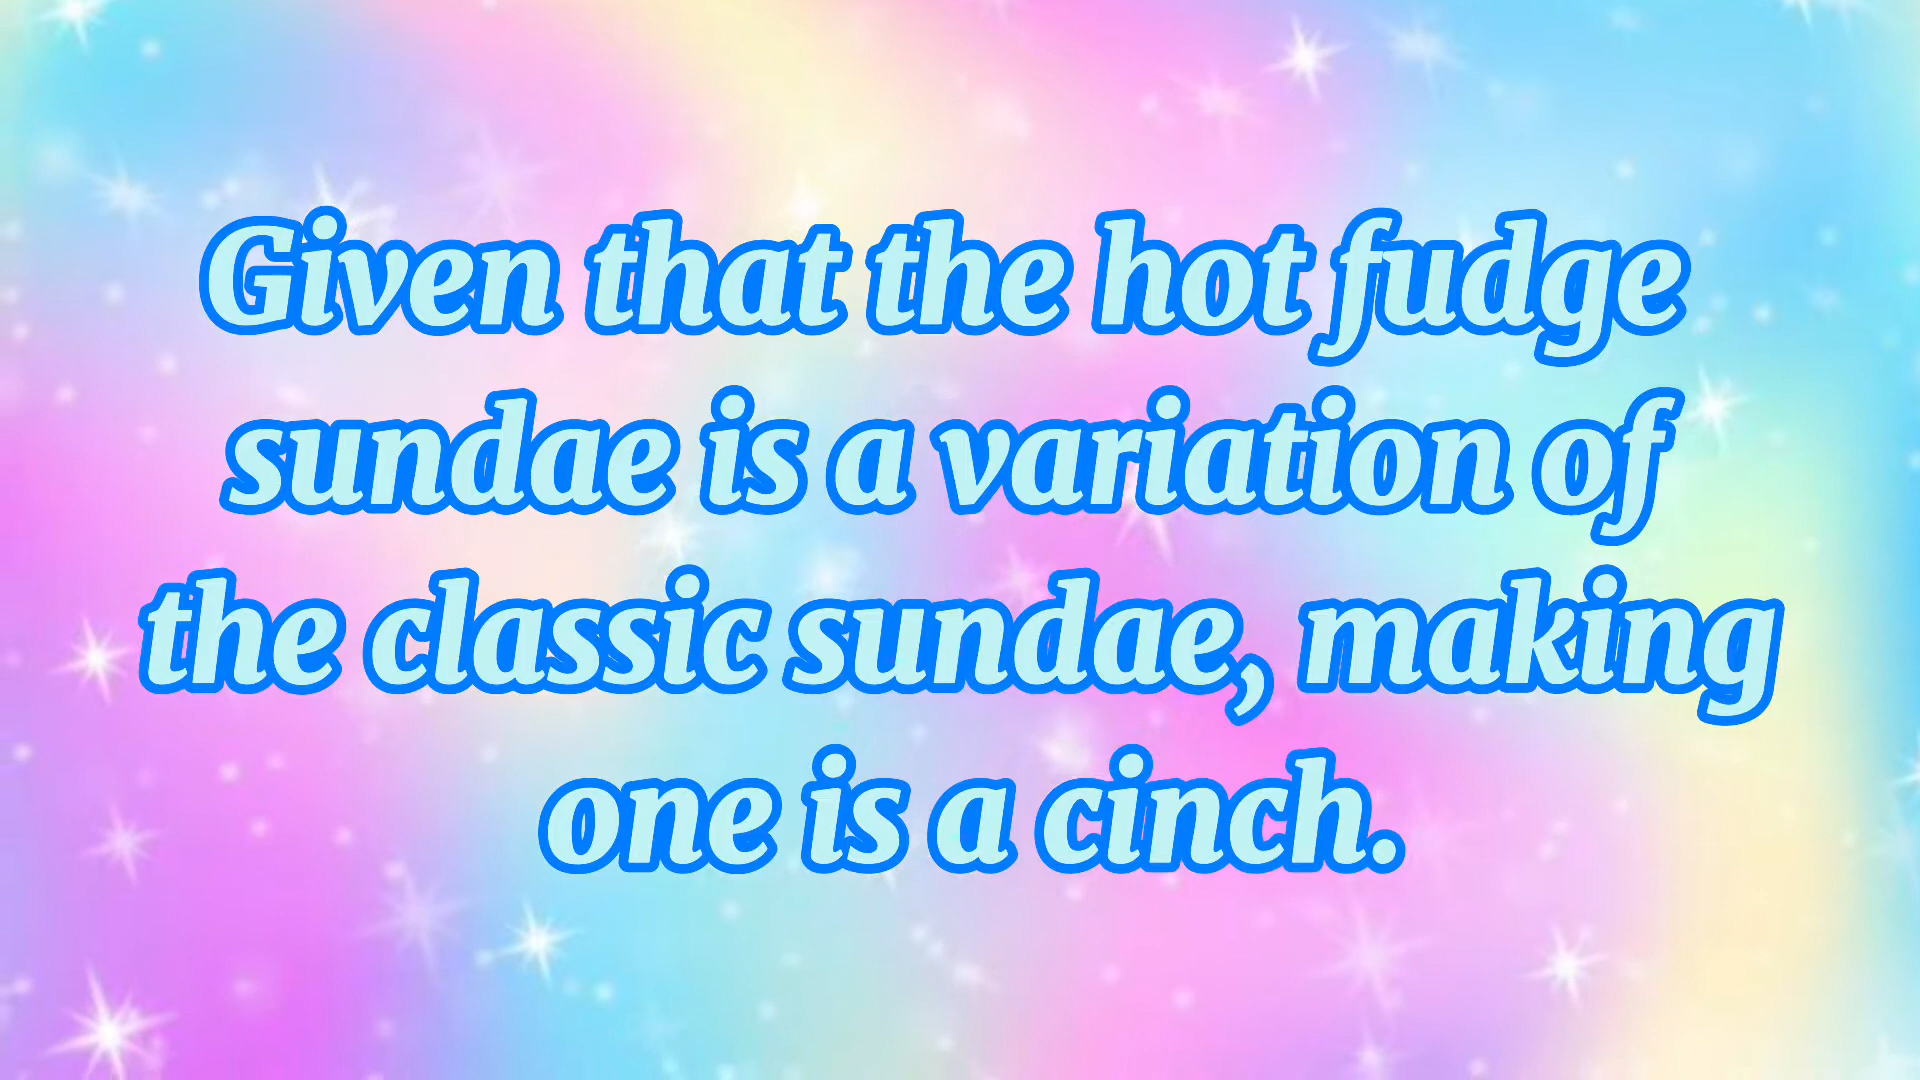 Given that the hot fudge
sundae is a variation of
the classic sundae, making
one is a cinch.